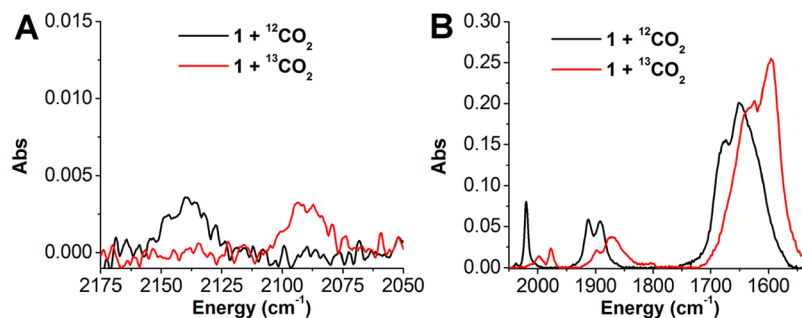 A
0.015
0.010
0.005
0.000
Abs
1 + ¹²CO₂
1 + ¹³CO₂
2175 2150 2125 2100 2075 2050
Energy (cm⁻¹)
B
0.30
0.25
0.20
0.15
0.10
0.05
0.00
Abs
1 + ¹²CO₂
1 + ¹³CO₂
2000 1900 1800 1700 1600
Energy (cm⁻¹)